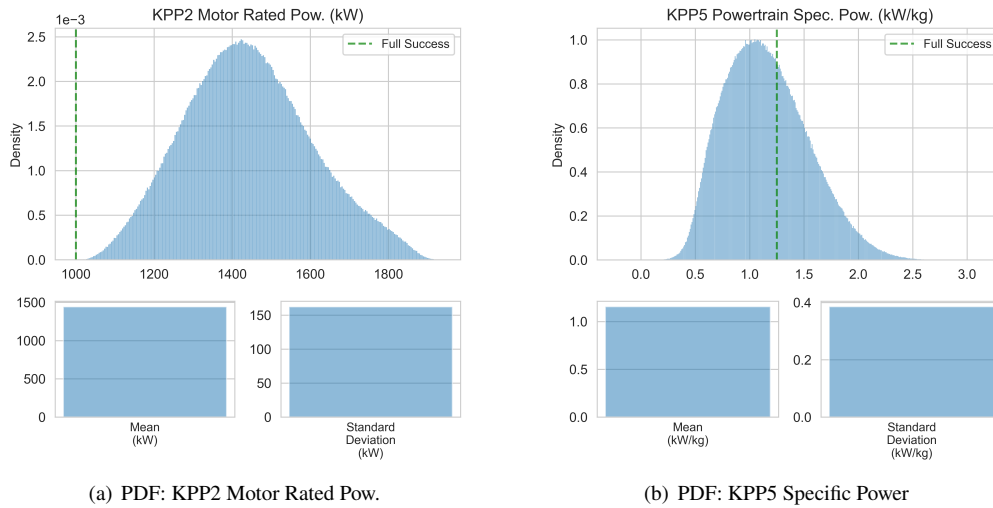 KPP2 Motor Rated Pow. (kW)
1e−3
Full Success
2.5
2.0
1.5
1.0
0.5
0.0
Density
1000
1200
1400
1600
1800
1500
1000
500
0
Mean
(kW)
150
100
50
0
Standard
Deviation
(kW)
(a) PDF: KPP2 Motor Rated Pow.
KPP5 Powertrain Spec. Pow. (kW/kg)
Full Success
1.0
0.8
0.6
0.4
0.2
0.0
Density
0.0
0.5
1.0
1.5
2.0
2.5
3.0
1.0
0.5
0.0
Mean
(kW/kg)
0.4
0.2
0.0
Standard
Deviation
(kW/kg)
(b) PDF: KPP5 Specific Power